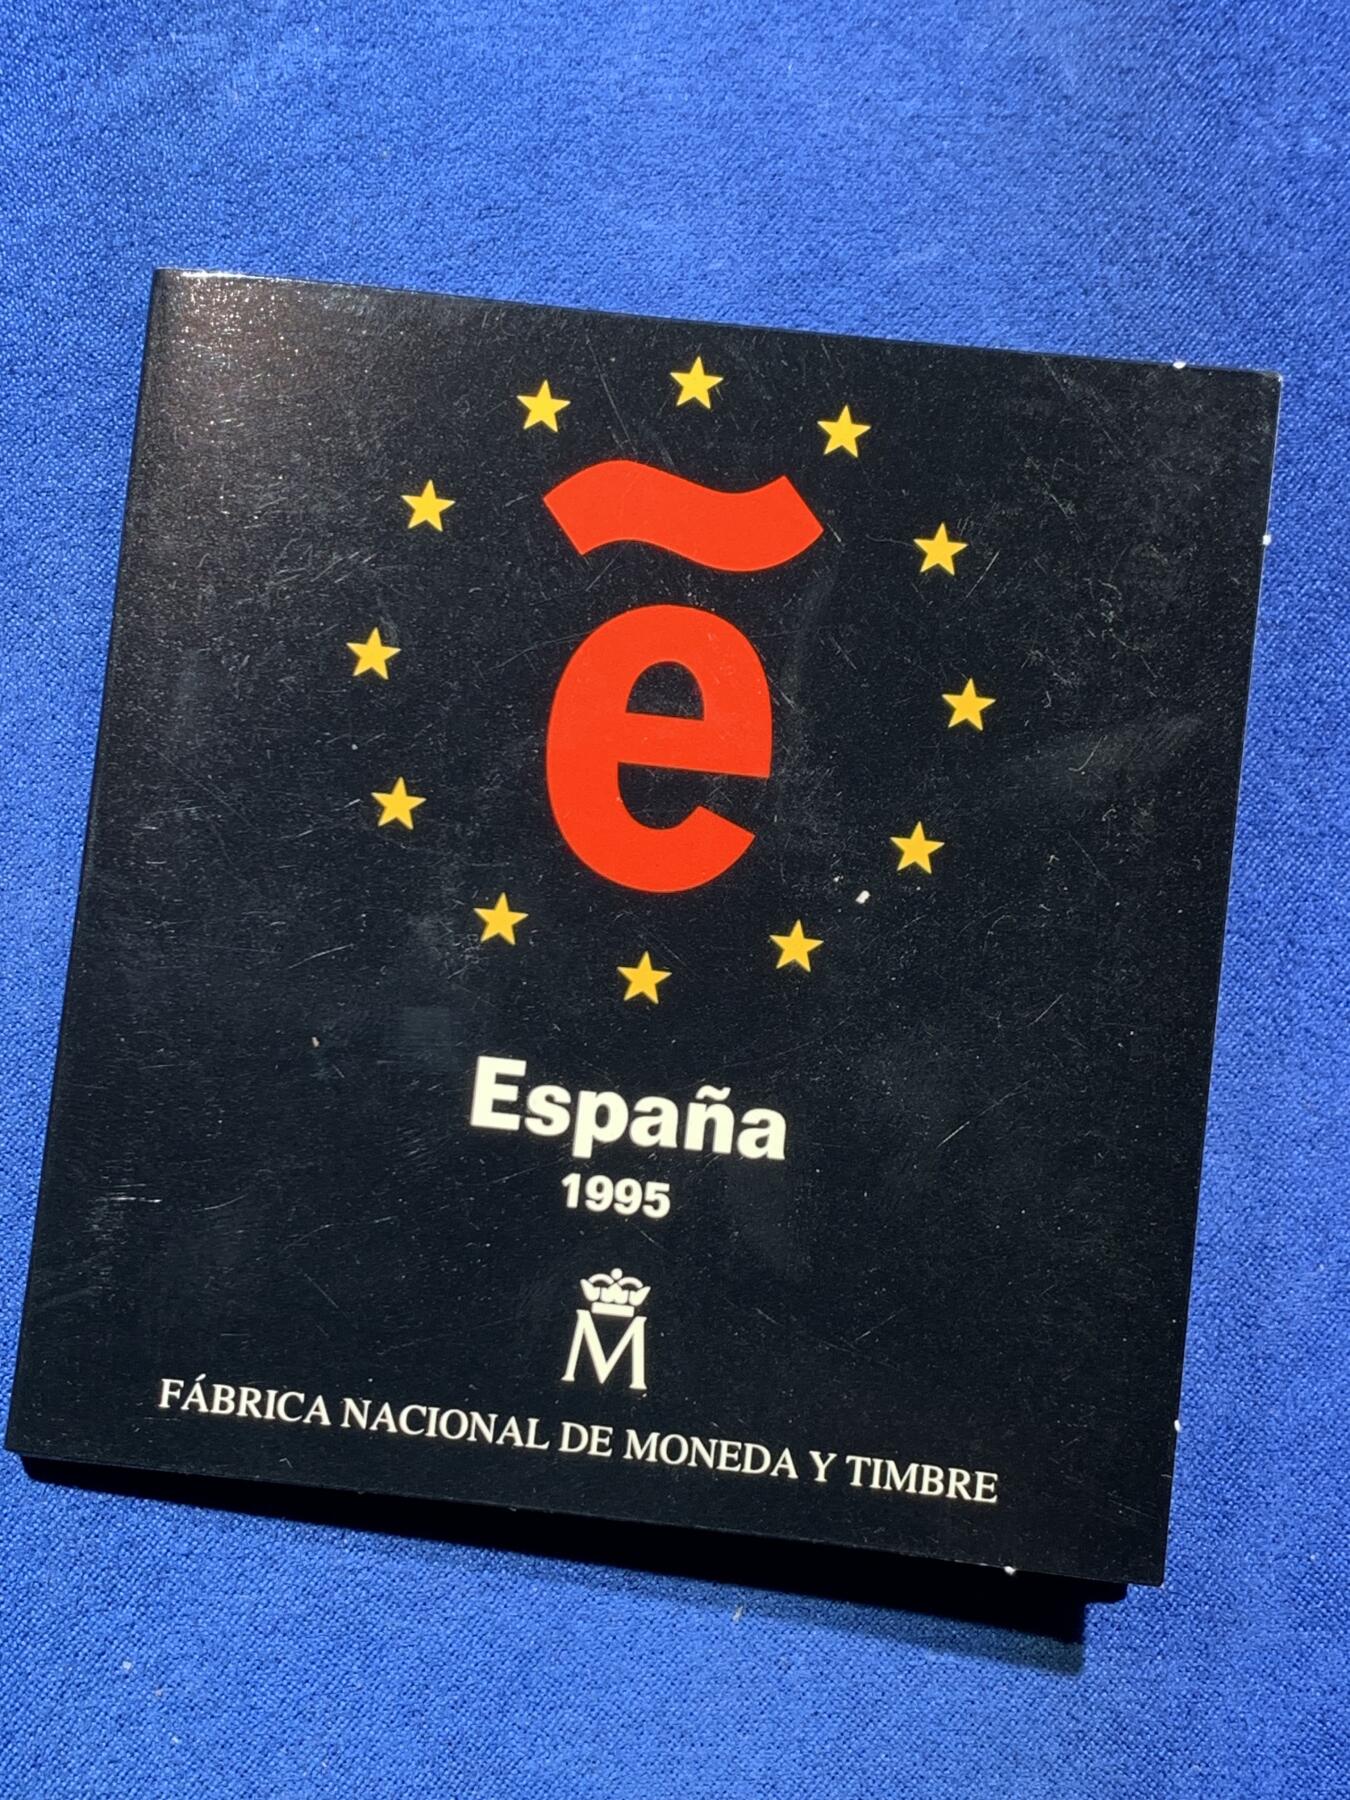 ẽ
España
1995
M
FÁBRICA NACIONAL DE MONEDA Y TIMBRE